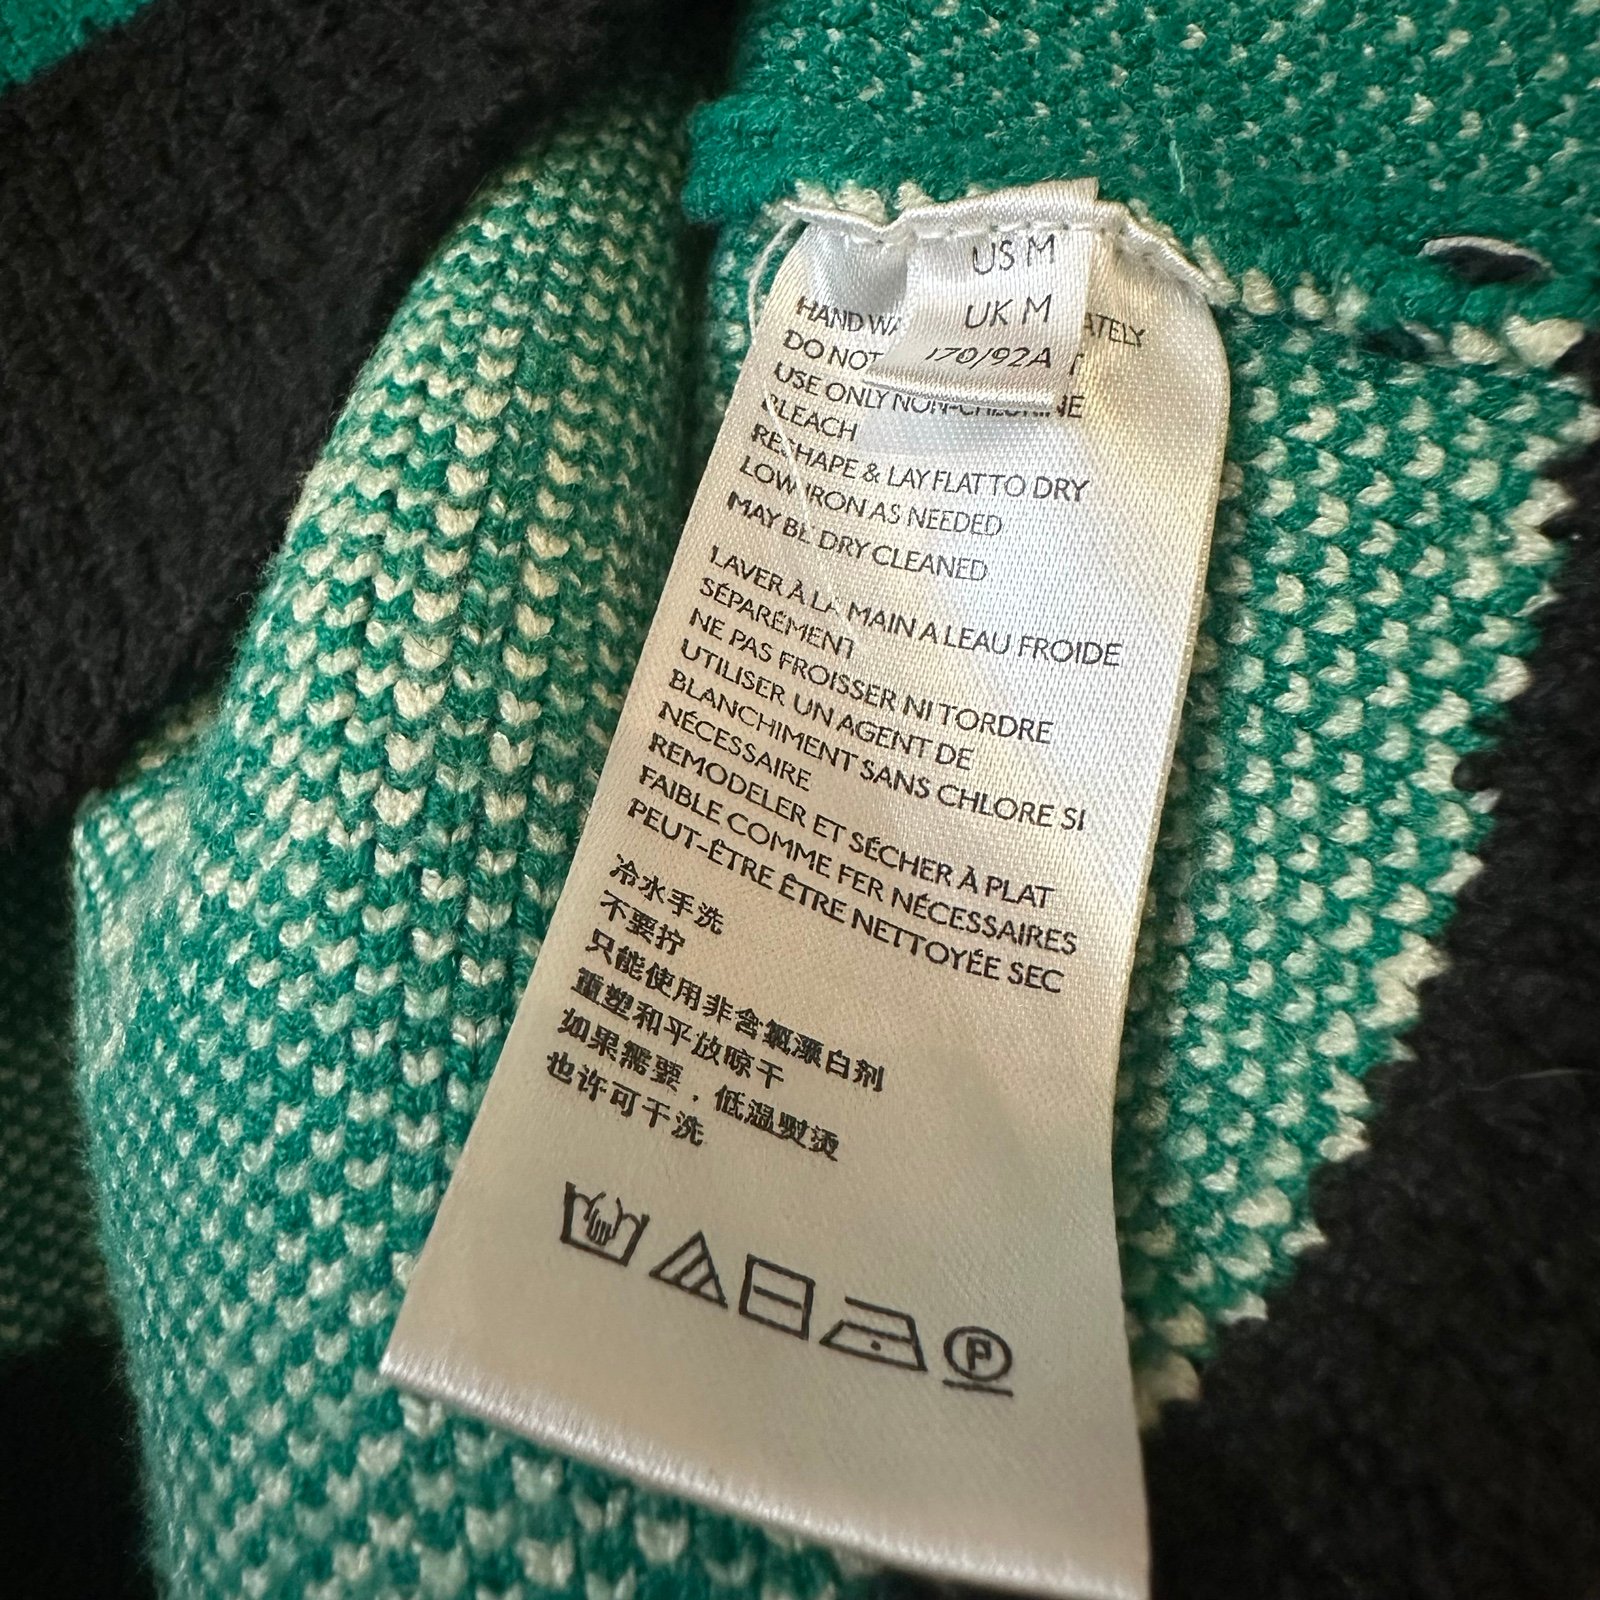 US M
UK M
170/92A
HAND WA ATELY
DO NOT T
USE ONLY NON-CHLORINE
BLEACH
RESHAPE & LAY FLAT TO DRY
LOW IRON AS NEEDED
MAY BE DRY CLEANED
LAVER À LA MAIN A LEAU FROIDE
SÉPARÉMENT
NE PAS FROISSER NI TORDRE
UTILISER UN AGENT DE
BLANCHIMENT SANS CHLORE SI
NÉCESSAIRE
REMODELER ET SÉCHER À PLAT
FAIBLE COMME FER NÉCESSAIRES
PEUT-ÊTRE ÊTRE NETTOYÉE SEC
冷水手洗
不要拧
只能使用非含氯漂白剂
重塑和平放晾干
如果需要，低温熨烫
也许可干洗
P